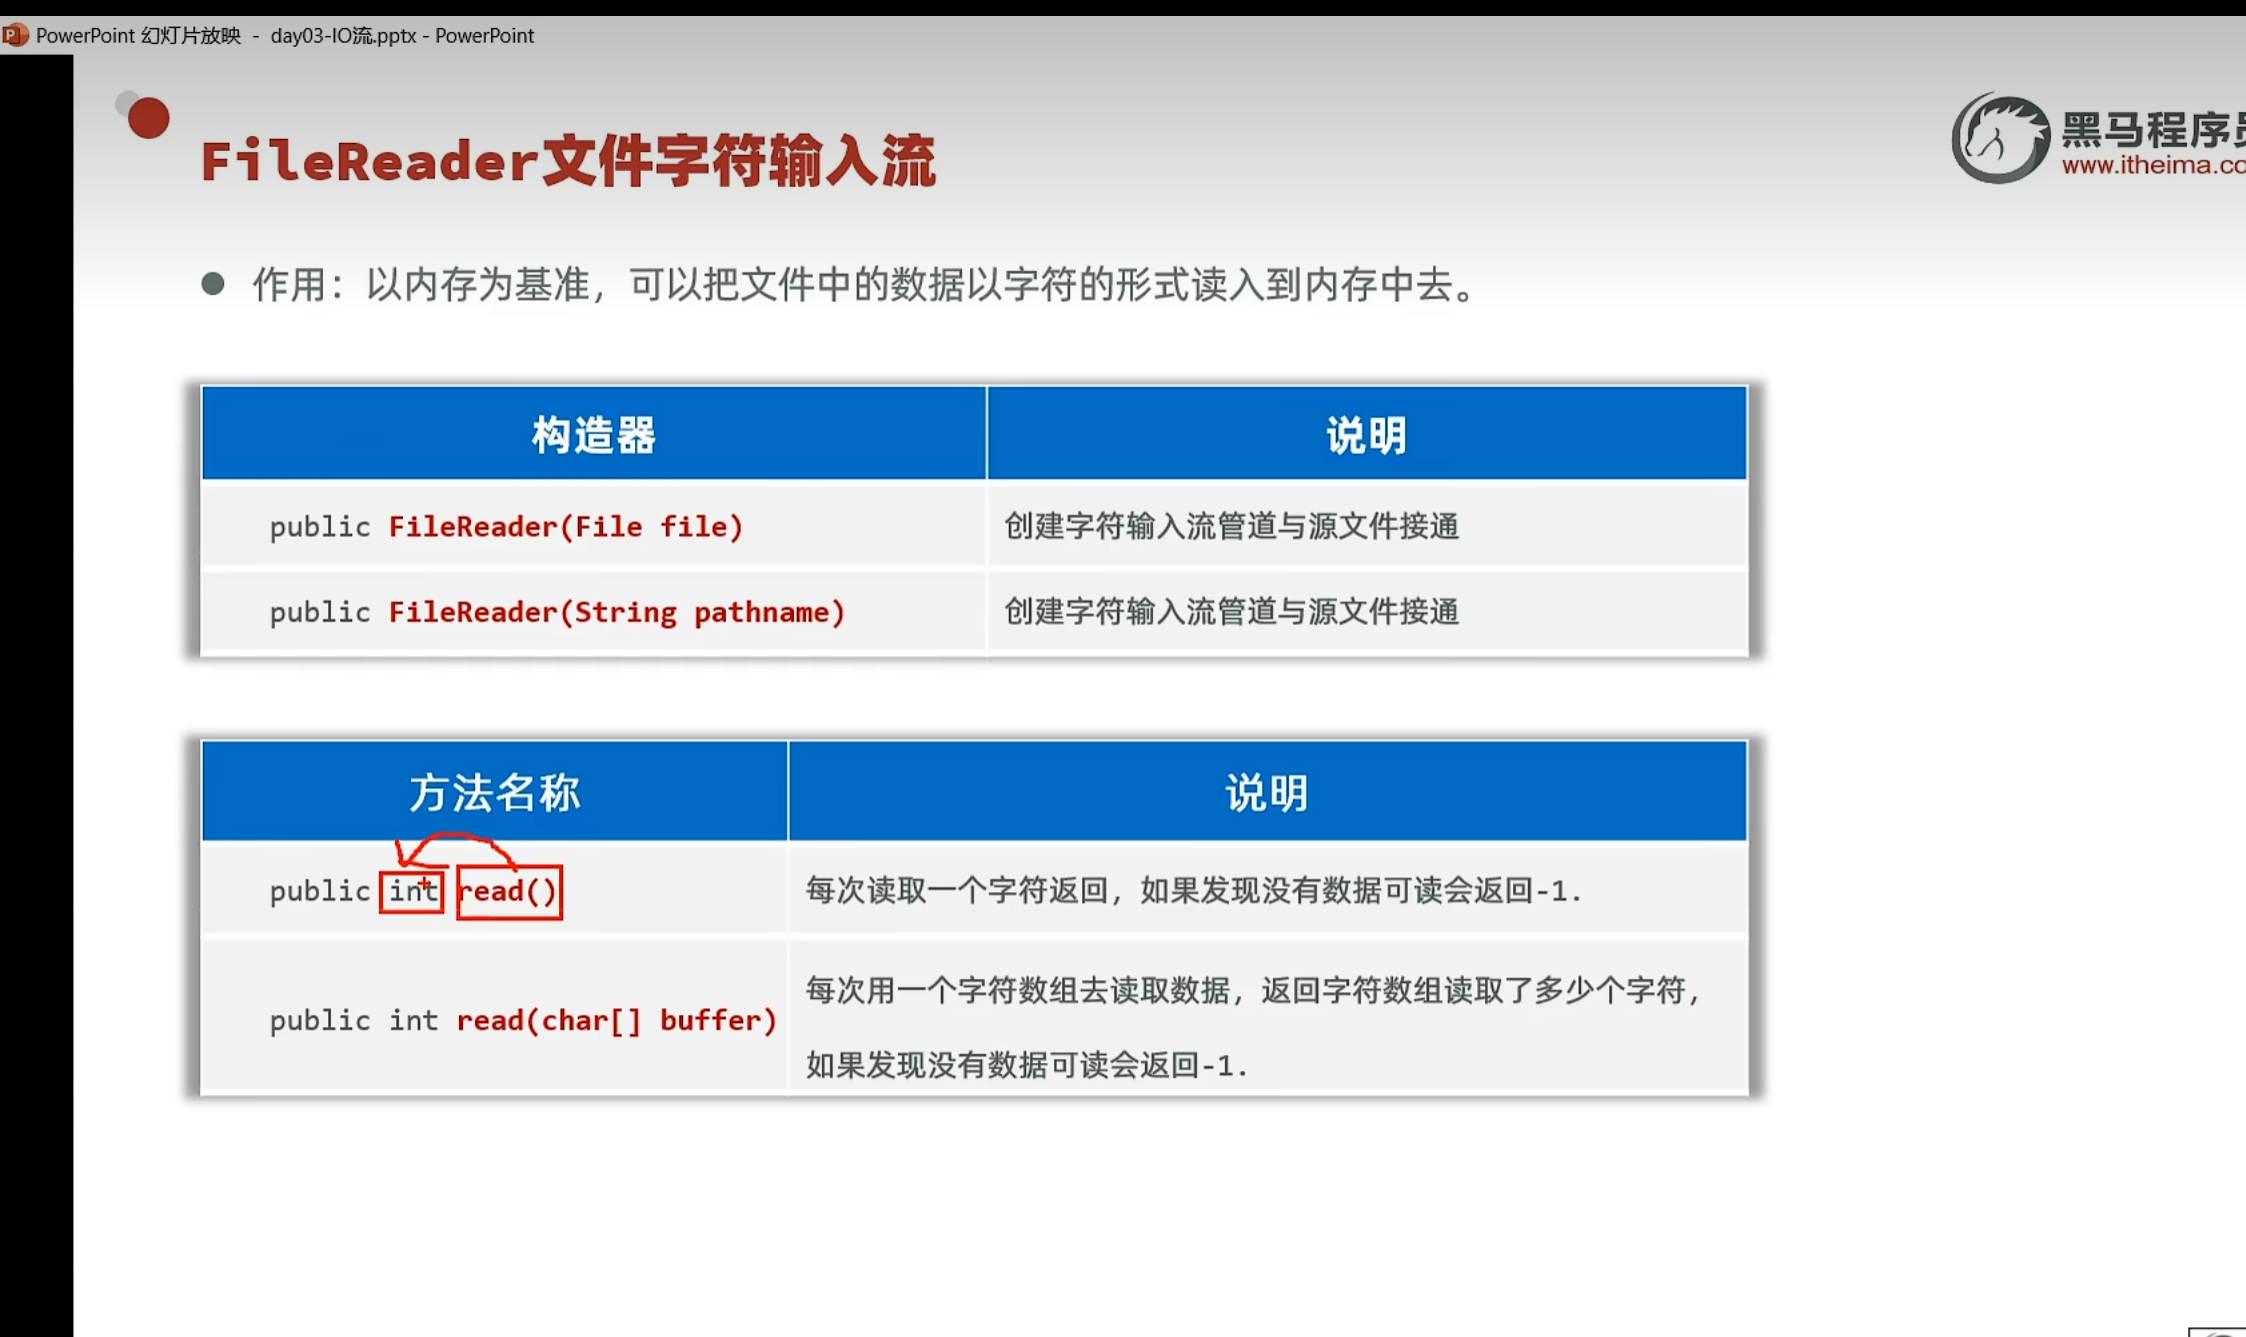 PowerPoint 幻灯片放映 - day03-IO流.pptx - PowerPoint
FileReader文件字符输入流
黑马程序员
www.itheima.co
作用：以内存为基准，可以把文件中的数据以字符的形式读入到内存中去。
构造器 说明
public FileReader(File file) 创建字符输入流管道与源文件接通
public FileReader(String pathname) 创建字符输入流管道与源文件接通
方法名称 说明
public int read() 每次读取一个字符返回，如果发现没有数据可读会返回-1.
public int read(char[] buffer) 每次用一个字符数组去读取数据，返回字符数组读取了多少个字符，
如果发现没有数据可读会返回-1.